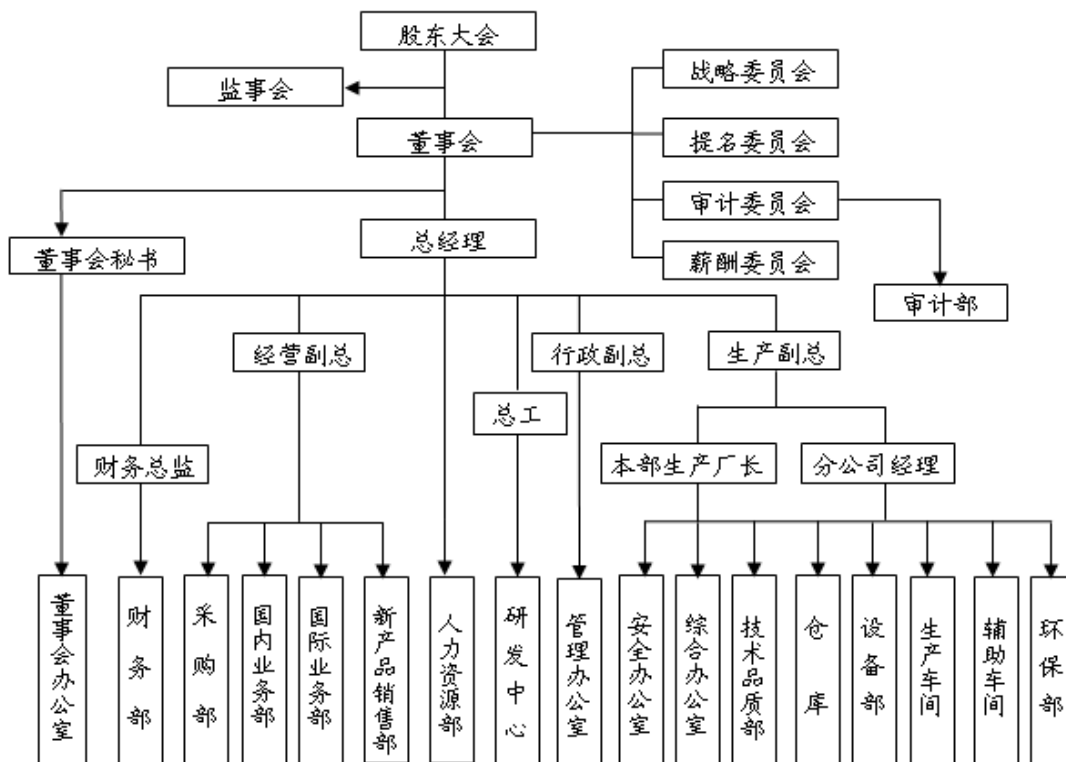 股东大会
战略委员会
监事会
董事会
提名委员会
审计委员会
总经理
董事会秘书
薪酬委员会
审计部
经营副总
行政副总
生产副总
总工
财务总监
本部生产厂长
分公司经理
董事会办公室
财务部
采购部
国内业务部
国际业务部
新产品销售部
人力资源部
研发中心
管理办公室
安全办公室
综合办公室
技术品质部
仓库
设备部
生产车间
辅助车间
环保部